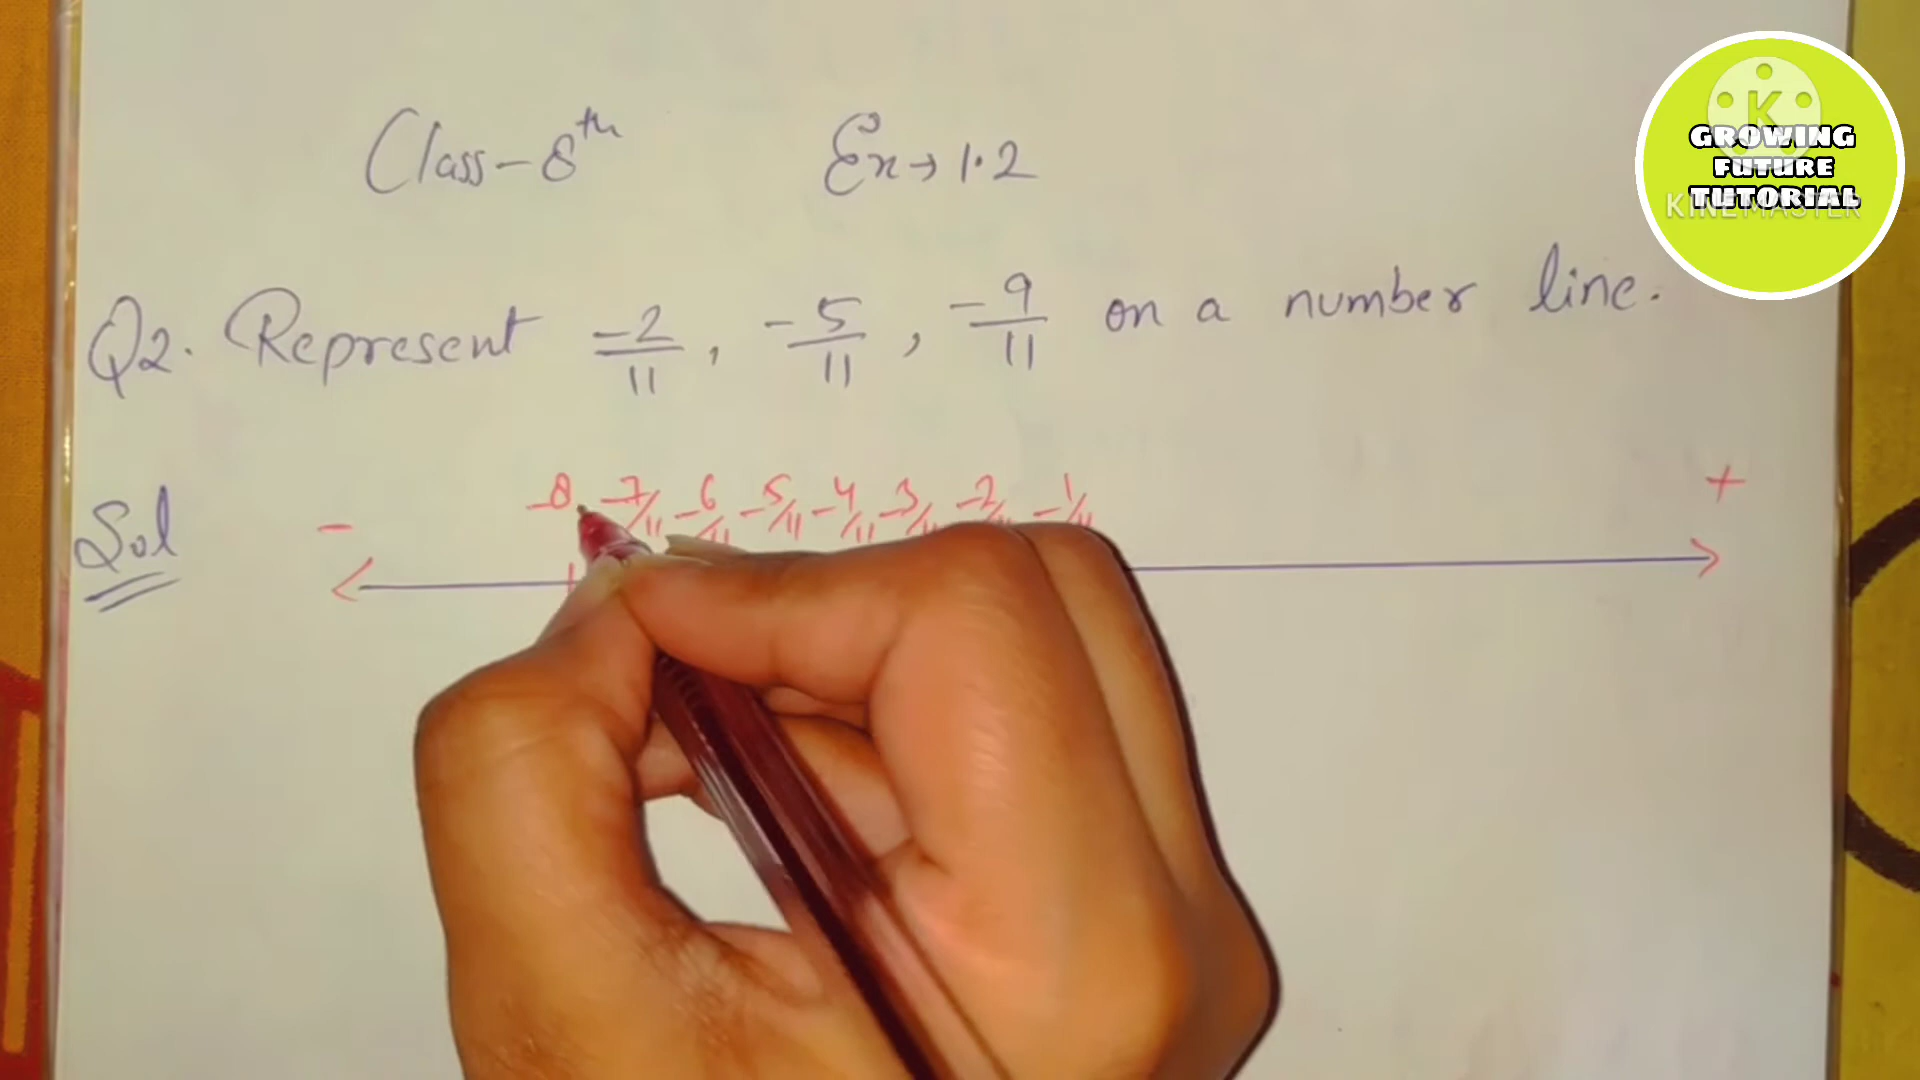 Class-8th Ex→1.2
GROWING
FUTURE
TUTORIAL
KINEMASTER
Q2. Represent -2/11, -5/11, -9/11 on a number line.
Sol
- -8 -7/11 -6/11 -5/11 -4/11 -3/11 -2/11 -1/11 +